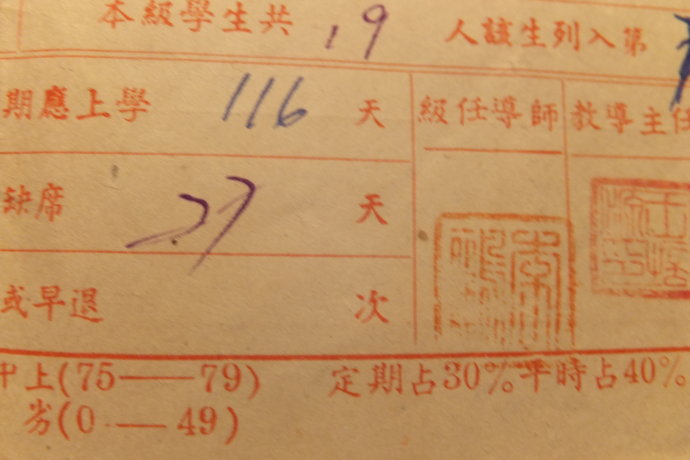 本級學生共 19 人該生列入第
期應上學 116 天 級任導師 教導主任
缺席 27 天
或早退 次
中上(75——79) 定期占30% 平時占40%
劣(0——49)